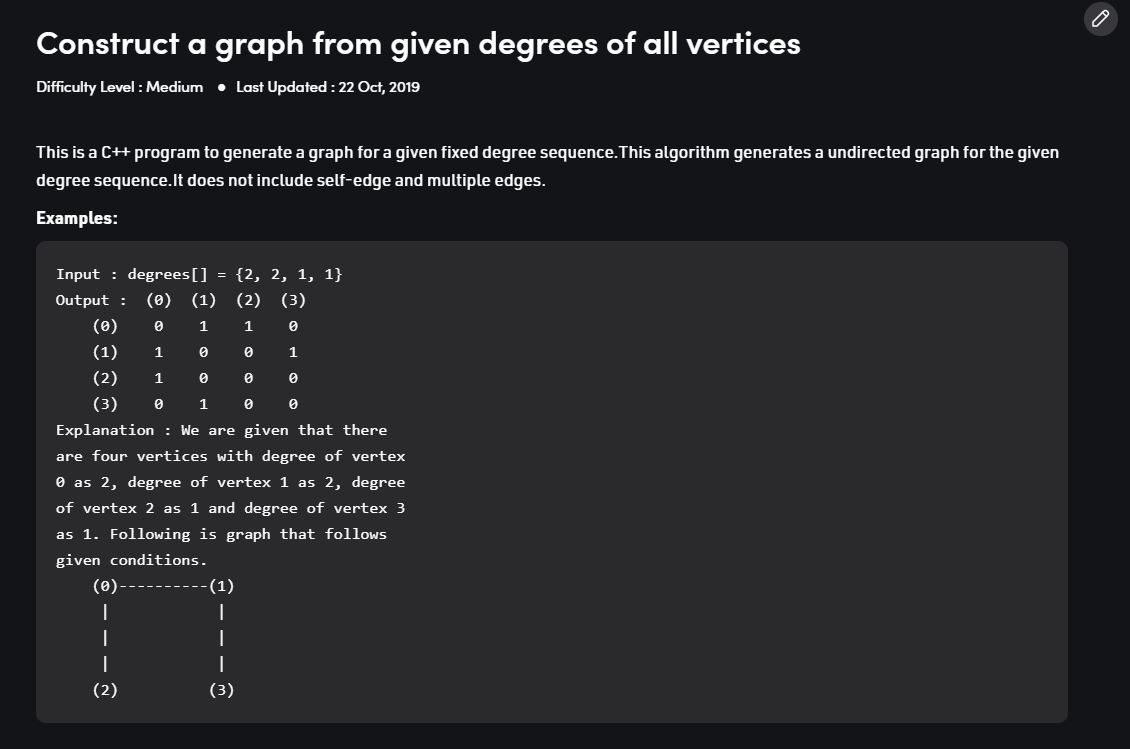 Construct a graph from given degrees of all vertices
Difficulty Level : Medium ● Last Updated : 22 Oct, 2019
This is a C++ program to generate a graph for a given fixed degree sequence.This algorithm generates a undirected graph for the given
degree sequence.It does not include self-edge and multiple edges.
Examples:
Input : degrees[] = {2, 2, 1, 1}
Output :  (0)  (1)  (2)  (3)
    (0)    0    1    1    0
    (1)    1    0    0    1
    (2)    1    0    0    0
    (3)    0    1    0    0
Explanation : We are given that there
are four vertices with degree of vertex
0 as 2, degree of vertex 1 as 2, degree
of vertex 2 as 1 and degree of vertex 3
as 1. Following is graph that follows
given conditions.
    (0)----------(1)
     |            |
     |            |
     |            |
    (2)          (3)